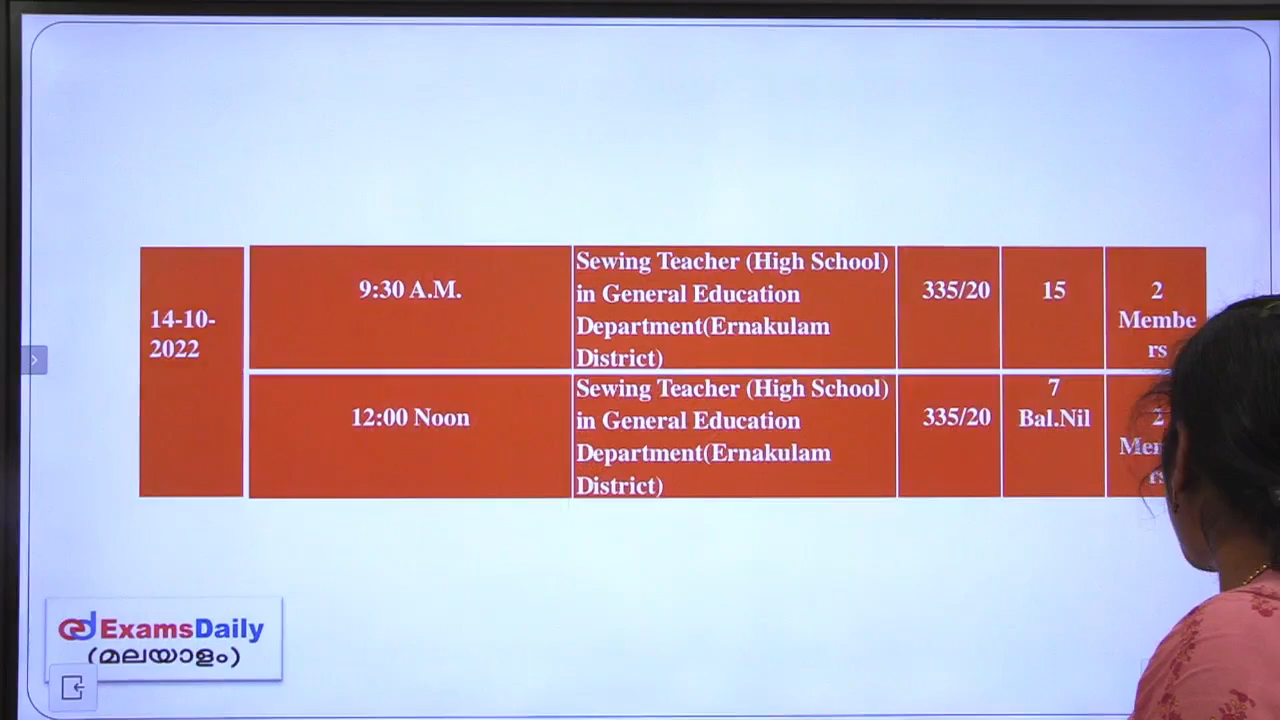 14-10-
2022
9:30 A.M.
Sewing Teacher (High School)
in General Education
Department(Ernakulam
District)
335/20
15
2
Membe
rs
12:00 Noon
Sewing Teacher (High School)
in General Education
Department(Ernakulam
District)
335/20
7
Bal.Nil
2
ExamsDaily
(മലയാളം)